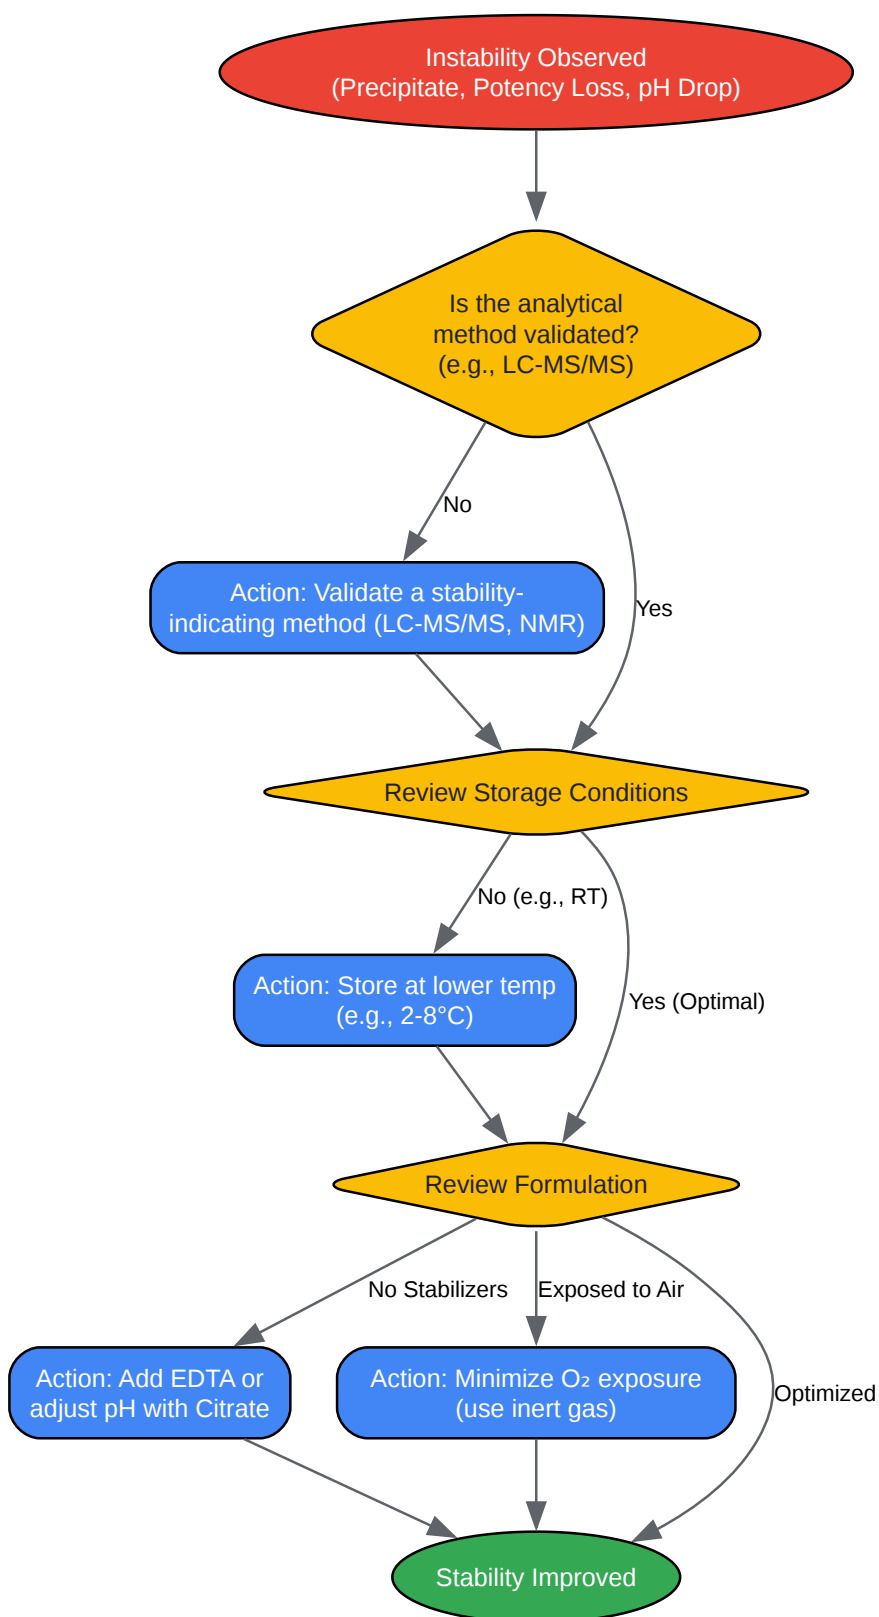 Instability Observed
(Precipitate, Potency Loss, pH Drop)
Is the analytical
method validated?
(e.g., LC-MS/MS)
No
Action: Validate a stability-
indicating method (LC-MS/MS, NMR)
Yes
Review Storage Conditions
No (e.g., RT)
Action: Store at lower temp
(e.g., 2-8°C)
Yes (Optimal)
Review Formulation
No Stabilizers
Exposed to Air
Action: Add EDTA or
adjust pH with Citrate
Action: Minimize O₂ exposure
(use inert gas)
Optimized
Stability Improved